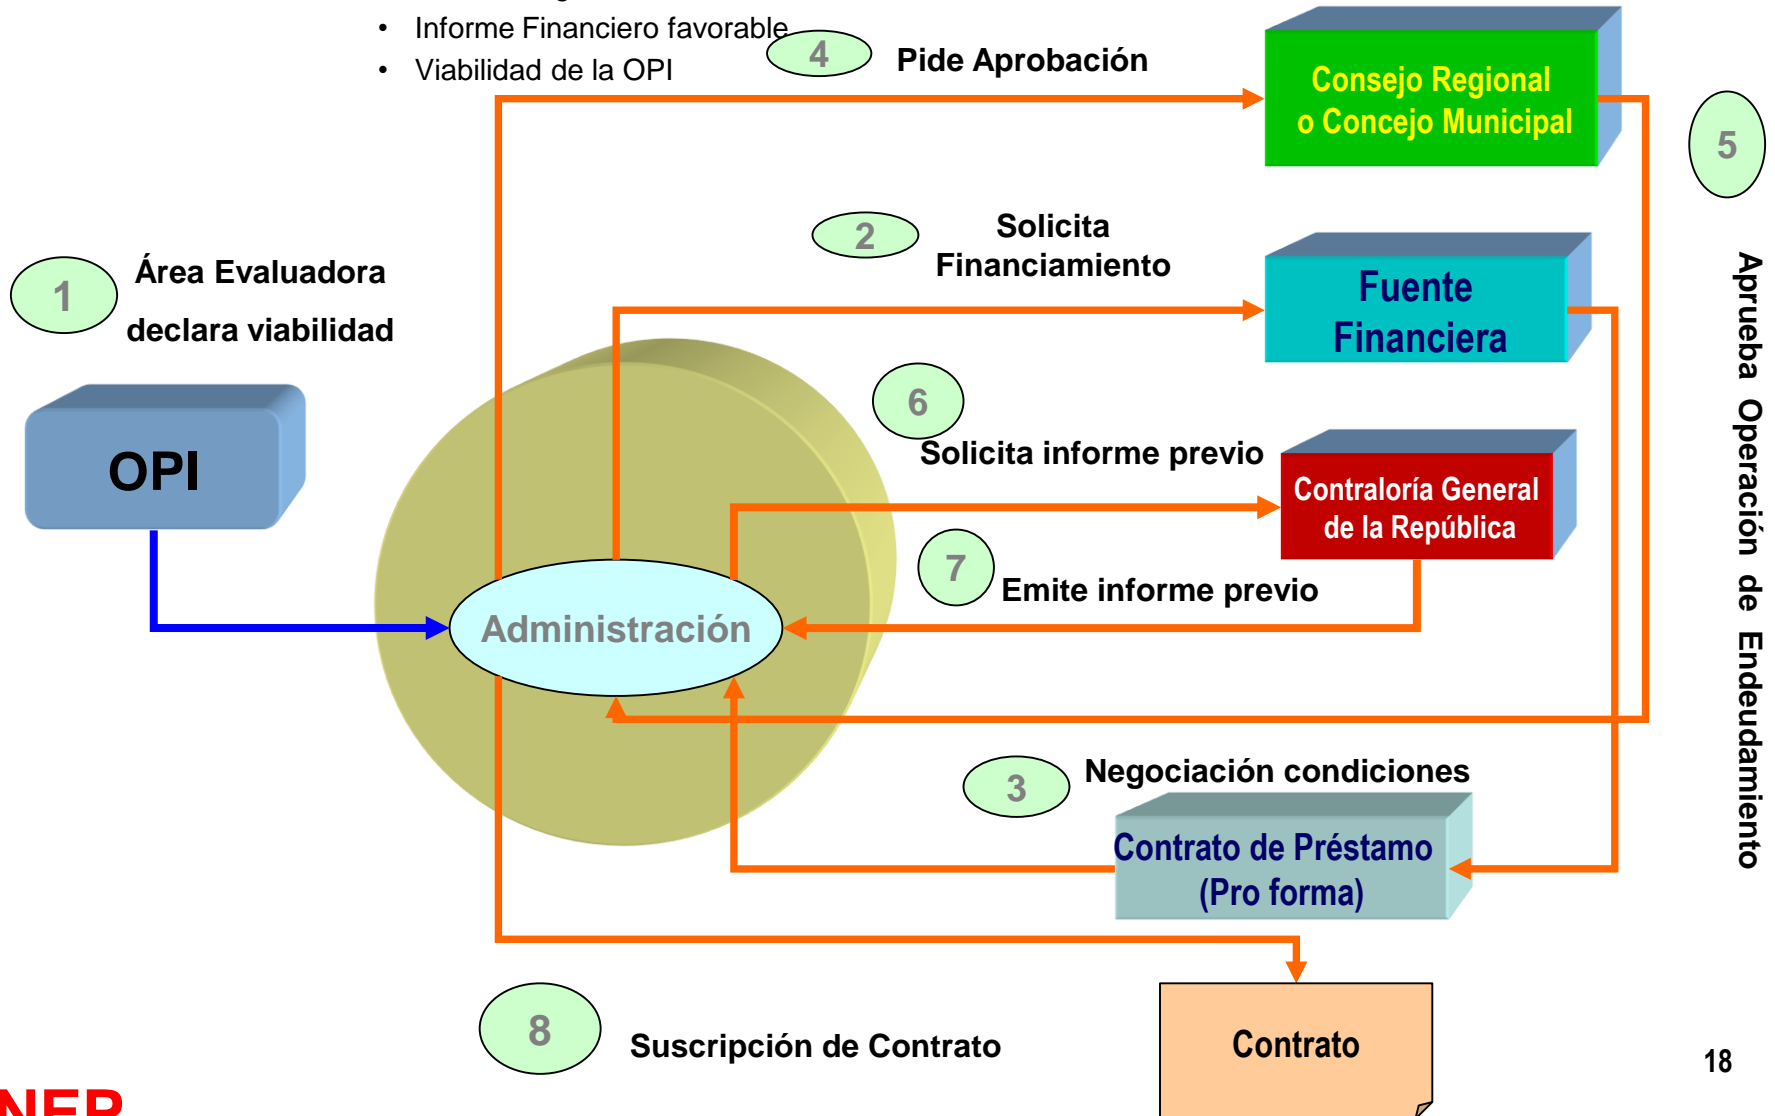 • Informe Financiero favorable
• Viabilidad de la OPI
4
Pide Aprobación
Consejo Regional
o Concejo Municipal
5
Aprueba Operación de Endeudamiento
2
Solicita
Financiamiento
Fuente
Financiera
1
Área Evaluadora
declara viabilidad
OPI
6
Solicita informe previo
Contraloría General
de la República
7
Emite informe previo
Administración
3
Negociación condiciones
Contrato de Préstamo
(Pro forma)
8
Suscripción de Contrato
Contrato
18